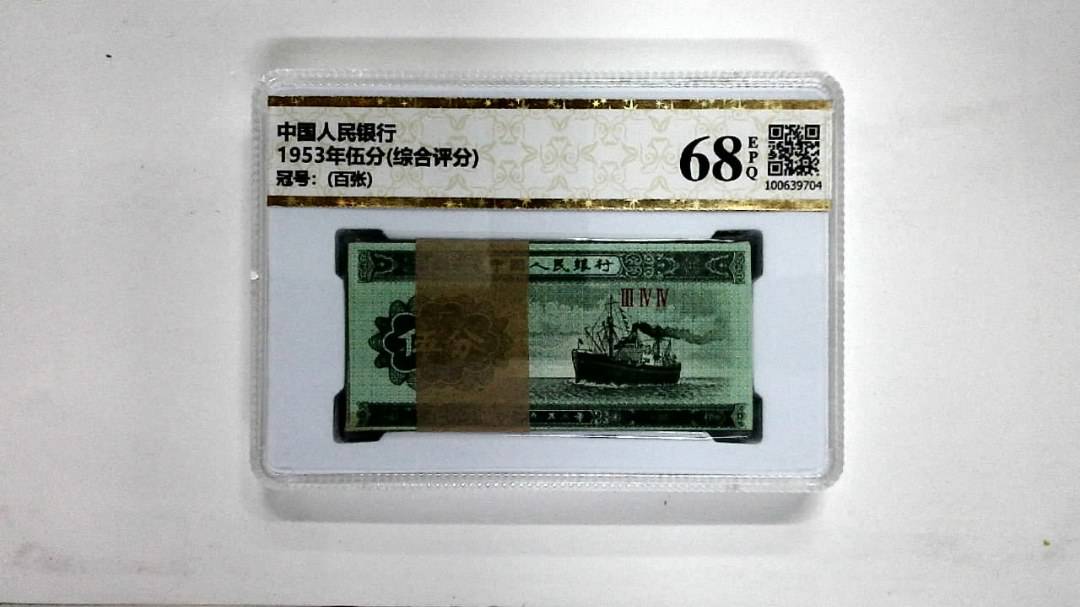 中国人民银行
1953年伍分(综合评分)
冠号：(百张)
68
EPQ
100639704
中国人民银行
III IV IV
伍分